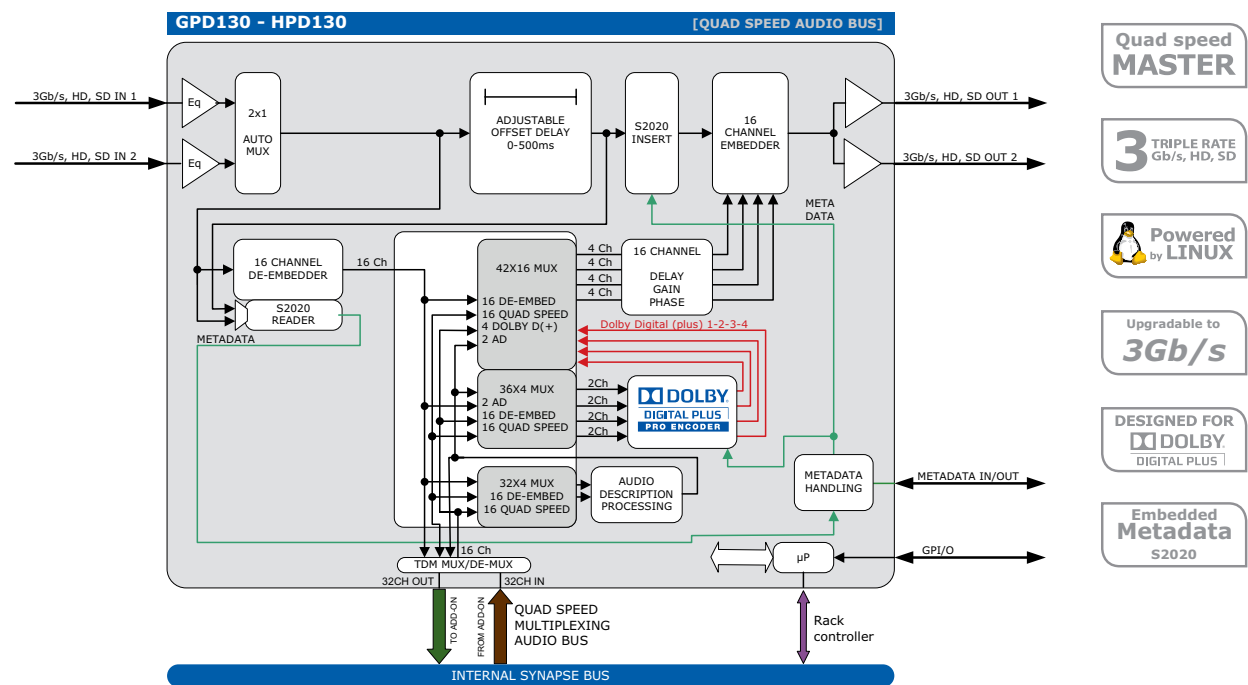 GPD130 - HPD130
[QUAD SPEED AUDIO BUS]
3Gb/s, HD, SD IN 1
3Gb/s, HD, SD IN 2
Eq
Eq
2x1
AUTO
MUX
ADJUSTABLE
OFFSET DELAY
0-500ms
S2020
INSERT
16
CHANNEL
EMBEDDER
3Gb/s, HD, SD OUT 1
3Gb/s, HD, SD OUT 2
META
DATA
16 CHANNEL
DE-EMBEDDER
16 Ch
S2020
READER
METADATA
42X16 MUX
16 DE-EMBED
16 QUAD SPEED
4 DOLBY D(+)
2 AD
4 Ch
4 Ch
4 Ch
4 Ch
16 CHANNEL
DELAY
GAIN
PHASE
Dolby Digital (plus) 1-2-3-4
36X4 MUX
2 AD
16 DE-EMBED
16 QUAD SPEED
2Ch
2Ch
2Ch
2Ch
DOLBY
DIGITAL PLUS
PRO ENCODER
32X4 MUX
16 DE-EMBED
16 QUAD SPEED
AUDIO
DESCRIPTION
PROCESSING
METADATA
HANDLING
METADATA IN/OUT
16 Ch
TDM MUX/DE-MUX
32CH OUT
32CH IN
µP
GPI/O
TO ADD-ON
FROM ADD-ON
QUAD SPEED
MULTIPLEXING
AUDIO BUS
Rack
controller
INTERNAL SYNAPSE BUS
Quad speed
MASTER
3 TRIPLE RATE
Gb/s, HD, SD
Powered
by LINUX
Upgradable to
3Gb/s
DESIGNED FOR
DOLBY
DIGITAL PLUS
Embedded
Metadata
S2020